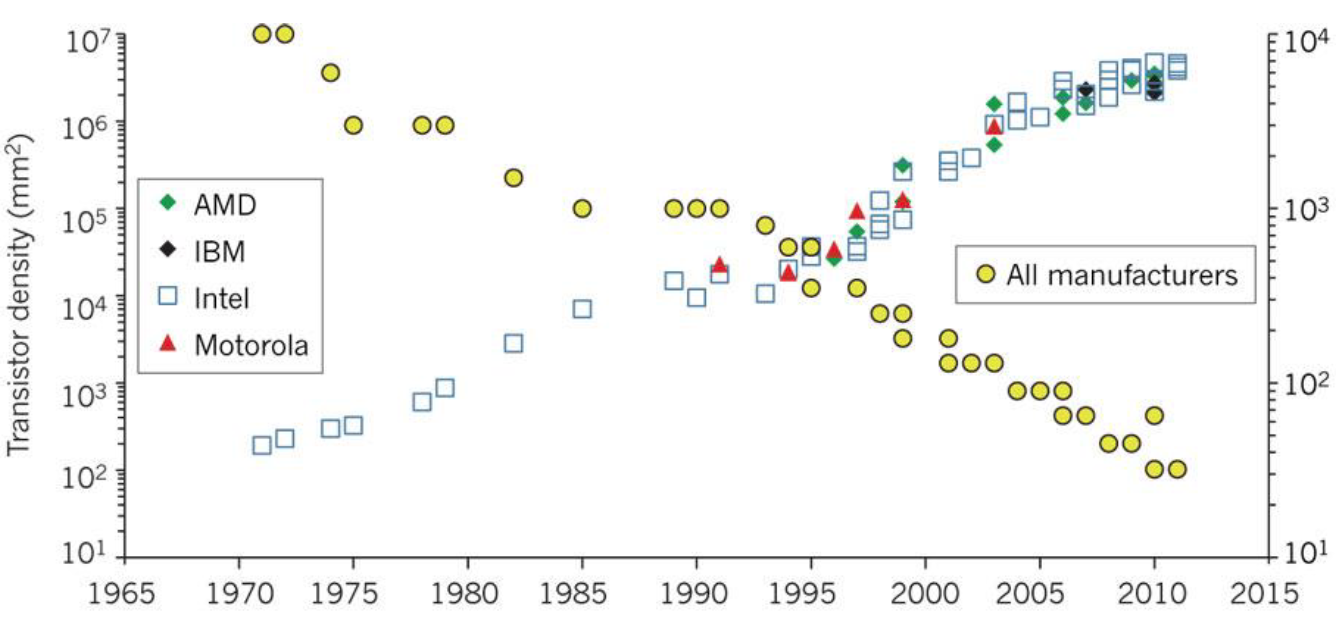 Transistor density (mm²)
10⁷
10⁶
10⁵
10⁴
10³
10²
10¹
AMD
IBM
Intel
Motorola
All manufacturers
10⁴
10³
10²
10¹
1965 1970 1975 1980 1985 1990 1995 2000 2005 2010 2015